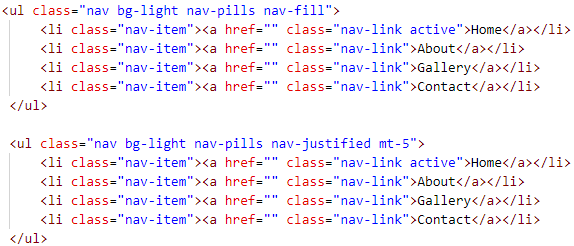 <ul class="nav bg-light nav-pills nav-fill">
<li class="nav-item"><a href="" class="nav-link active">Home</a></li>
<li class="nav-item"><a href="" class="nav-link">About</a></li>
<li class="nav-item"><a href="" class="nav-link">Gallery</a></li>
<li class="nav-item"><a href="" class="nav-link">Contact</a></li>
</ul>
<ul class="nav bg-light nav-pills nav-justified mt-5">
<li class="nav-item"><a href="" class="nav-link active">Home</a></li>
<li class="nav-item"><a href="" class="nav-link">About</a></li>
<li class="nav-item"><a href="" class="nav-link">Gallery</a></li>
<li class="nav-item"><a href="" class="nav-link">Contact</a></li>
</ul>